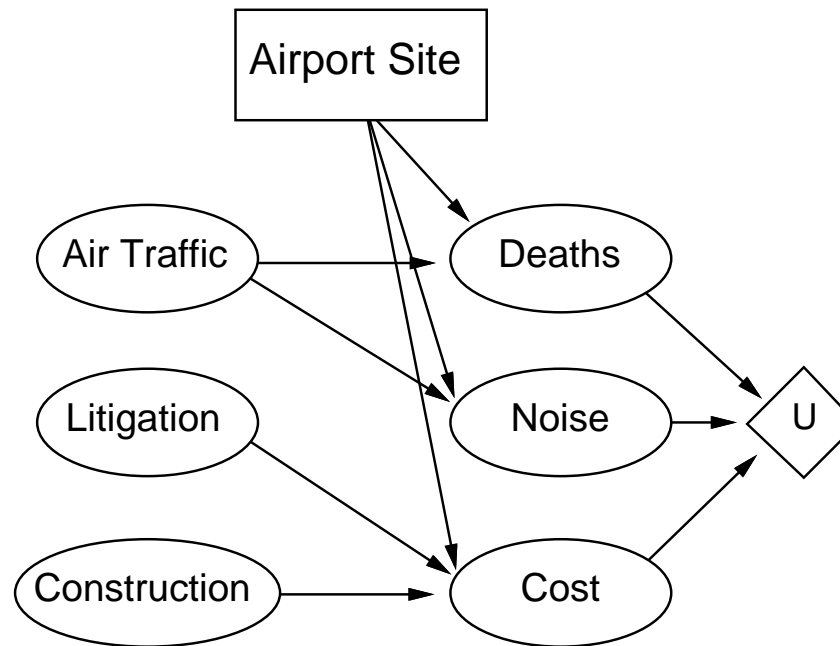 Airport Site
Air Traffic
Deaths
Litigation
Noise
U
Construction
Cost